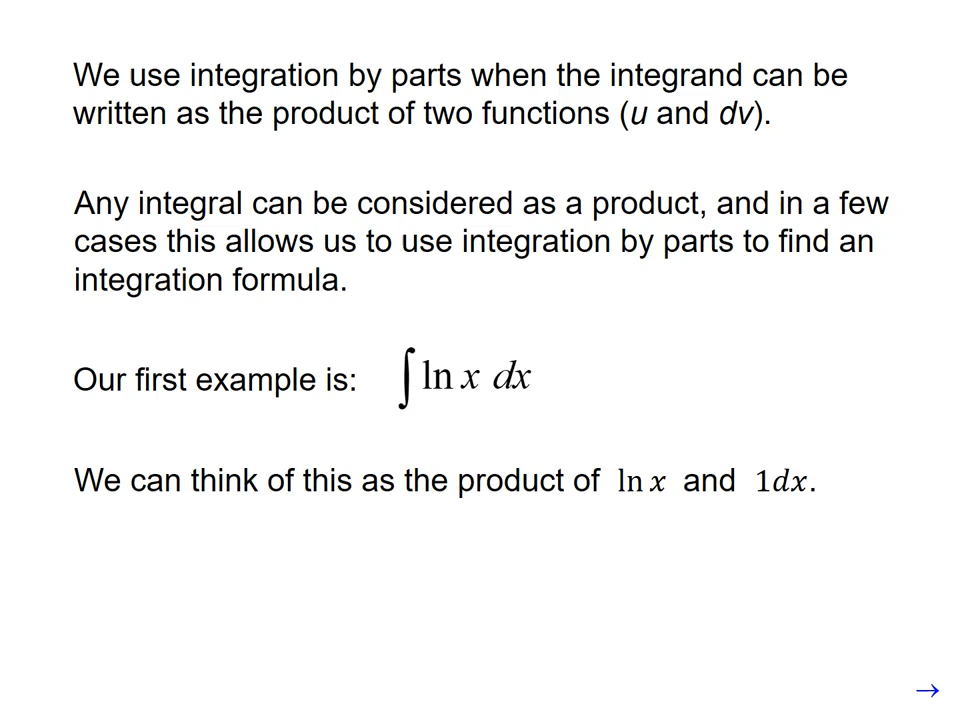 We use integration by parts when the integrand can be
written as the product of two functions (u and dv).
Any integral can be considered as a product, and in a few
cases this allows us to use integration by parts to find an
integration formula.
Our first example is: ∫ ln x dx
We can think of this as the product of ln x and 1dx.
→